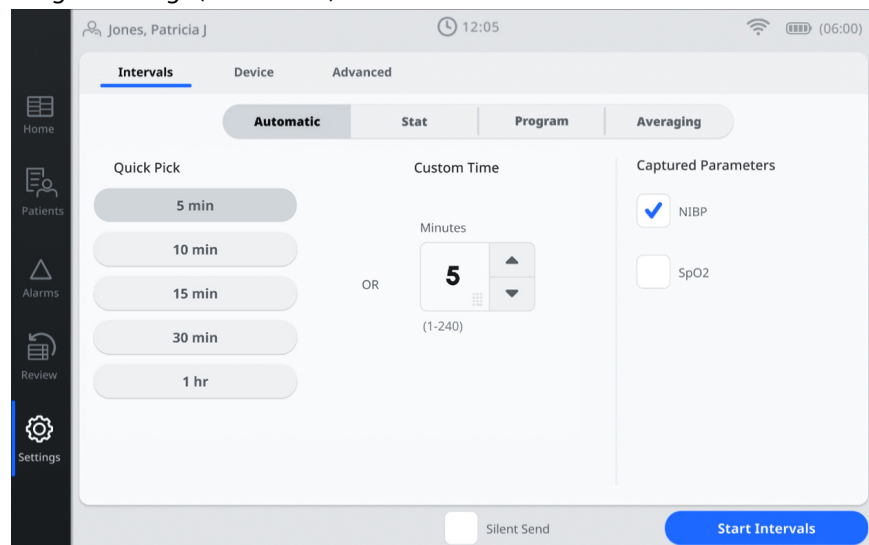 Jones, Patricia J
12:05
(06:00)
Home
Patients
Alarms
Review
Settings
Intervals Device Advanced
Automatic Stat Program Averaging
Quick Pick
5 min
10 min
15 min
30 min
1 hr
OR
Custom Time
Minutes
5
(1-240)
Captured Parameters
NIBP
SpO2
Silent Send
Start Intervals